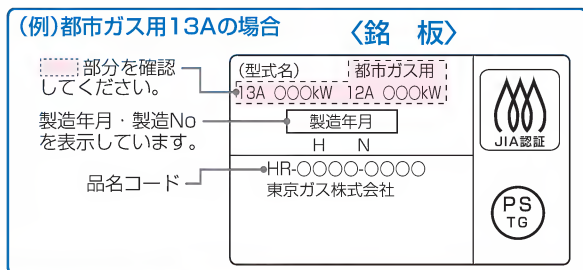 (例)都市ガス用13Aの場合
〈銘 板〉
部分を確認
してください。
(型式名)
都市ガス用
13A ○○○kW 12A ○○○kW
製造年月・製造No
を表示しています。
製造年月
H N
品名コード
HR-○○○○-○○○○
東京ガス株式会社
JIA認証
PS
TG